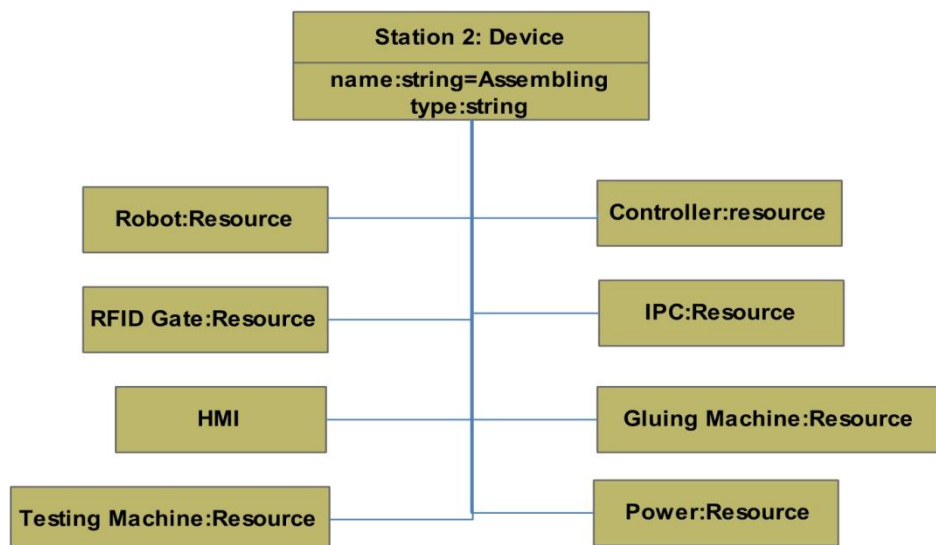 Station 2: Device
name:string=Assembling
type:string
Robot:Resource
Controller:resource
RFID Gate:Resource
IPC:Resource
HMI
Gluing Machine:Resource
Testing Machine:Resource
Power:Resource